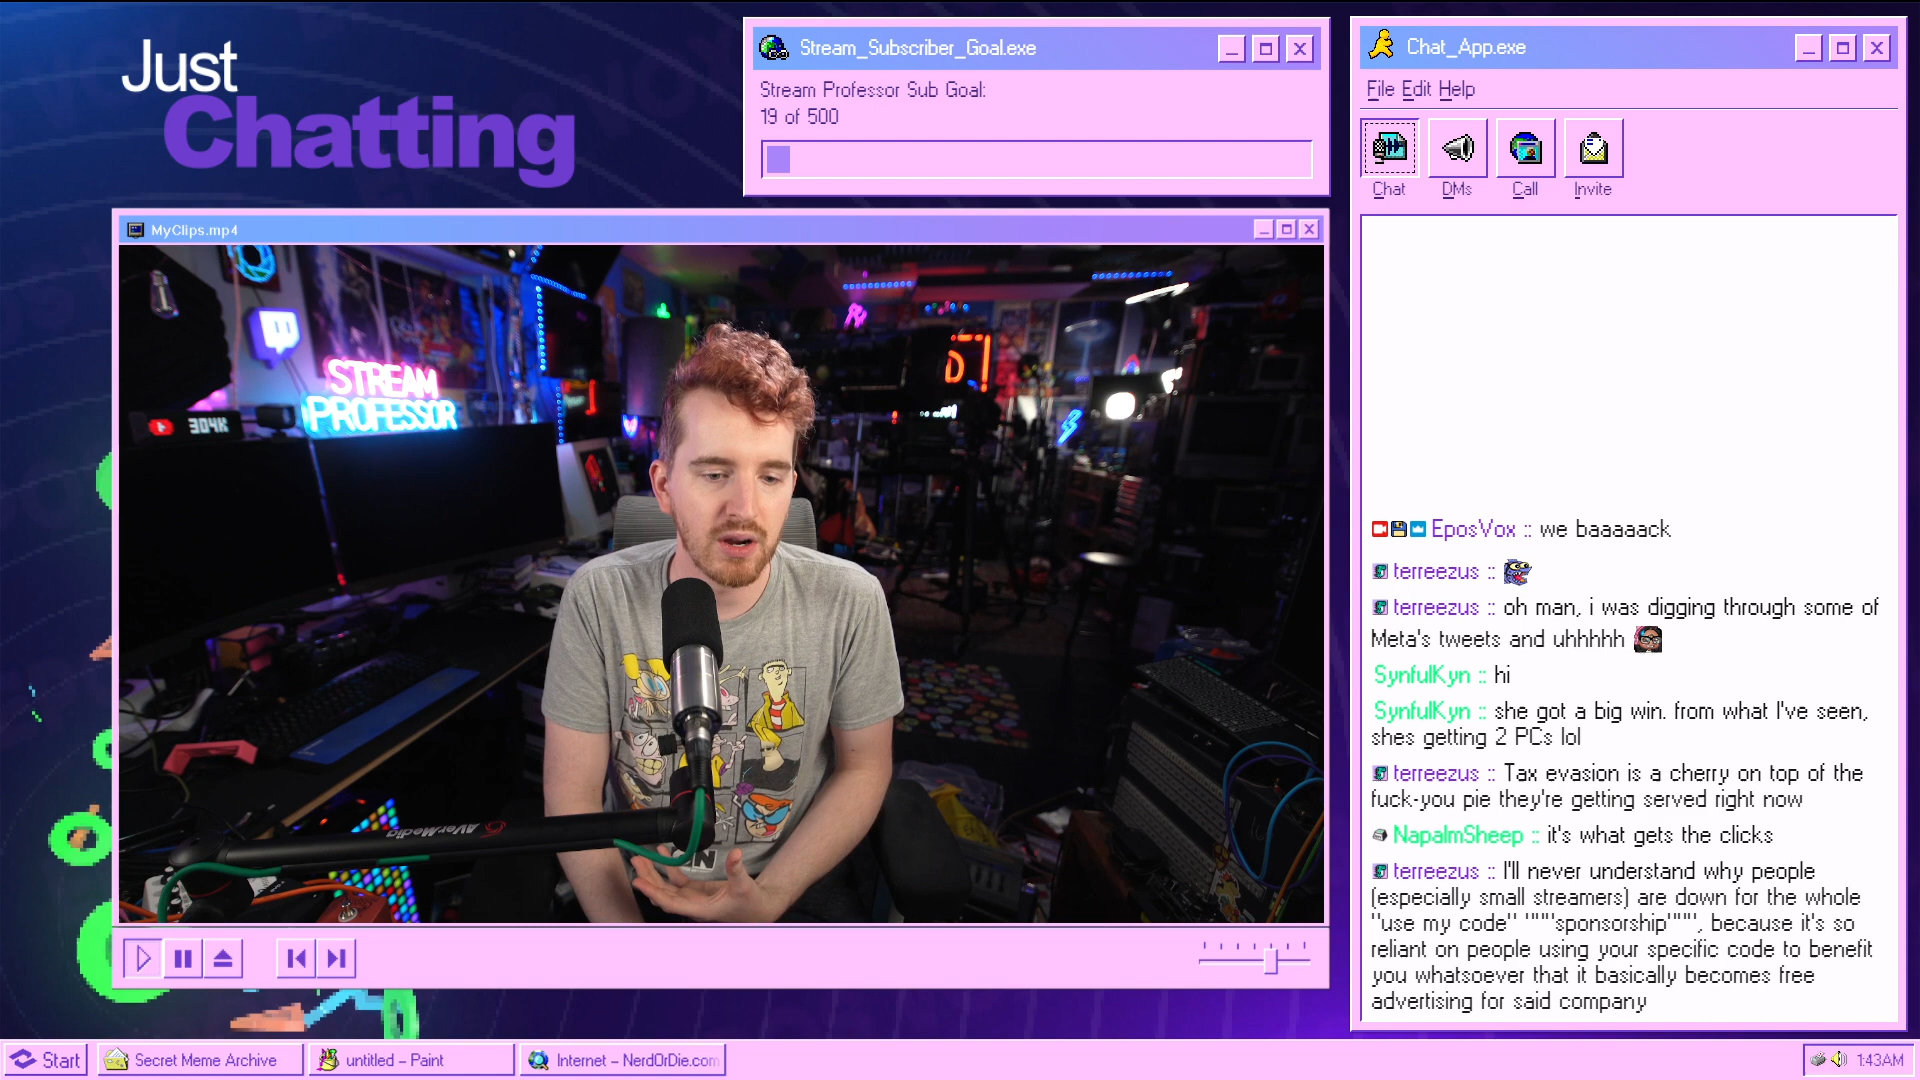 Just
Chatting
Stream_Subscriber_Goal.exe
Stream Professor Sub Goal:
19 of 500
MyClips.mp4
STREAM
PROFESSOR
304K
AVerMedia
Chat_App.exe
File Edit Help
Chat DMs Call Invite
EposVox :: we baaaaack
terreezus ::
terreezus :: oh man, i was digging through some of
Meta's tweets and uhhhhh
SynfulKyn :: hi
SynfulKyn :: she got a big win. from what I've seen,
shes getting 2 PCs lol
terreezus :: Tax evasion is a cherry on top of the
fuck-you pie they're getting served right now
NapalmSheep :: it's what gets the clicks
terreezus :: I'll never understand why people
(especially small streamers) are down for the whole
"use my code" """sponsorship""", because it's so
reliant on people using your specific code to benefit
you whatsoever that it basically becomes free
advertising for said company
Start
Secret Meme Archive
untitled - Paint
Internet - NerdOrDie.com
1:43AM